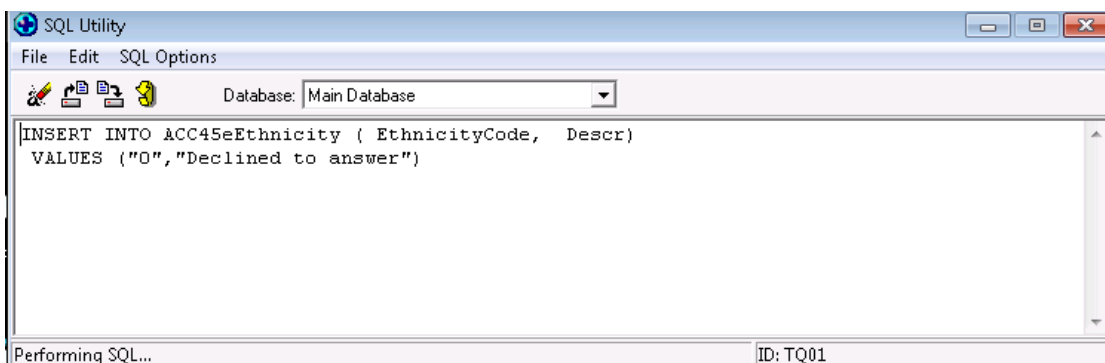 SQL Utility
File Edit SQL Options
Database: Main Database
INSERT INTO ACC45eEthnicity ( EthnicityCode, Descr)
VALUES ("O","Declined to answer")
Performing SQL... ID: TQ01